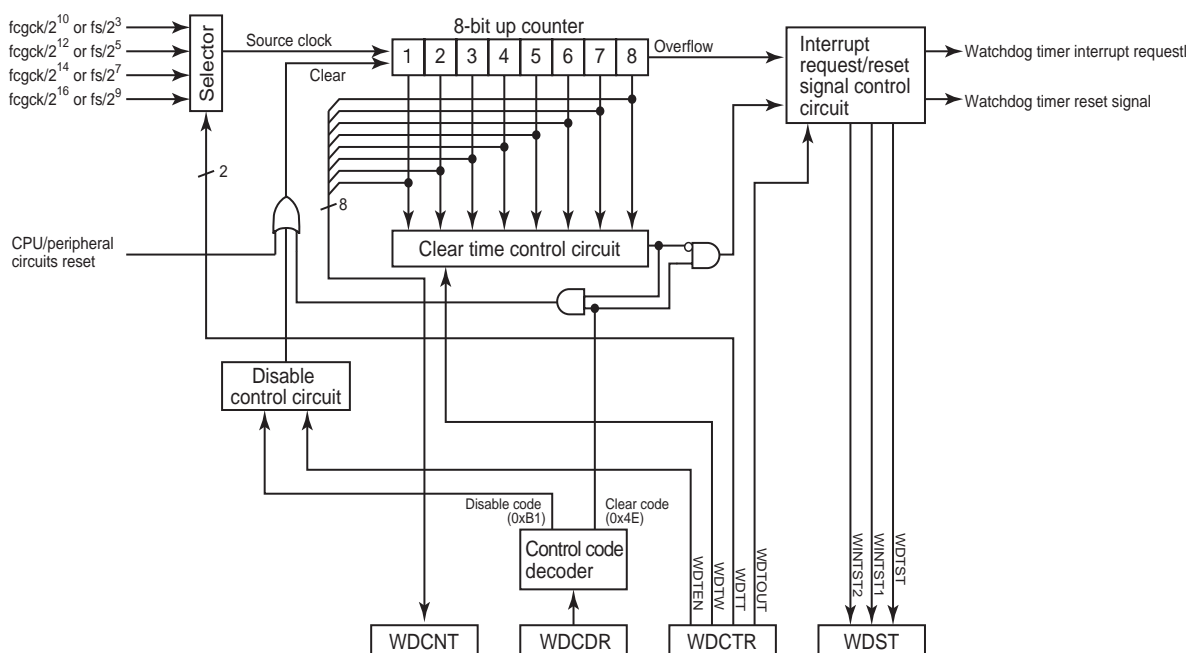 fcgck/2^10 or fs/2^3
fcgck/2^12 or fs/2^5
fcgck/2^14 or fs/2^7
fcgck/2^16 or fs/2^9
Selector
Source clock
Clear
8-bit up counter
1 2 3 4 5 6 7 8
Overflow
Interrupt
request/reset
signal control
circuit
Watchdog timer interrupt requestl
Watchdog timer reset signal
2
8
CPU/peripheral
circuits reset
Clear time control circuit
Disable
control circuit
Disable code
(0xB1)
Clear code
(0x4E)
Control code
decoder
WDTEN
WDTW
WDTT
WDTOUT
WINTST2
WINTST1
WDTST
WDCNT
WDCDR
WDCTR
WDST